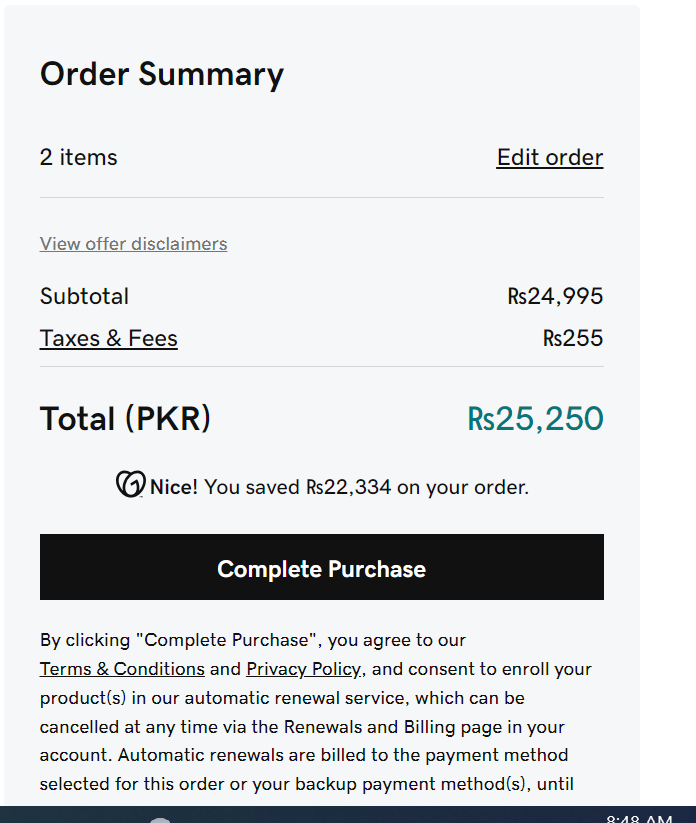 Order Summary
2 items Edit order
View offer disclaimers
Subtotal ₨24,995
Taxes & Fees ₨255
Total (PKR) ₨25,250
Nice! You saved ₨22,334 on your order.
Complete Purchase
By clicking "Complete Purchase", you agree to our
Terms & Conditions and Privacy Policy, and consent to enroll your
product(s) in our automatic renewal service, which can be
cancelled at any time via the Renewals and Billing page in your
account. Automatic renewals are billed to the payment method
selected for this order or your backup payment method(s), until
8:48 AM